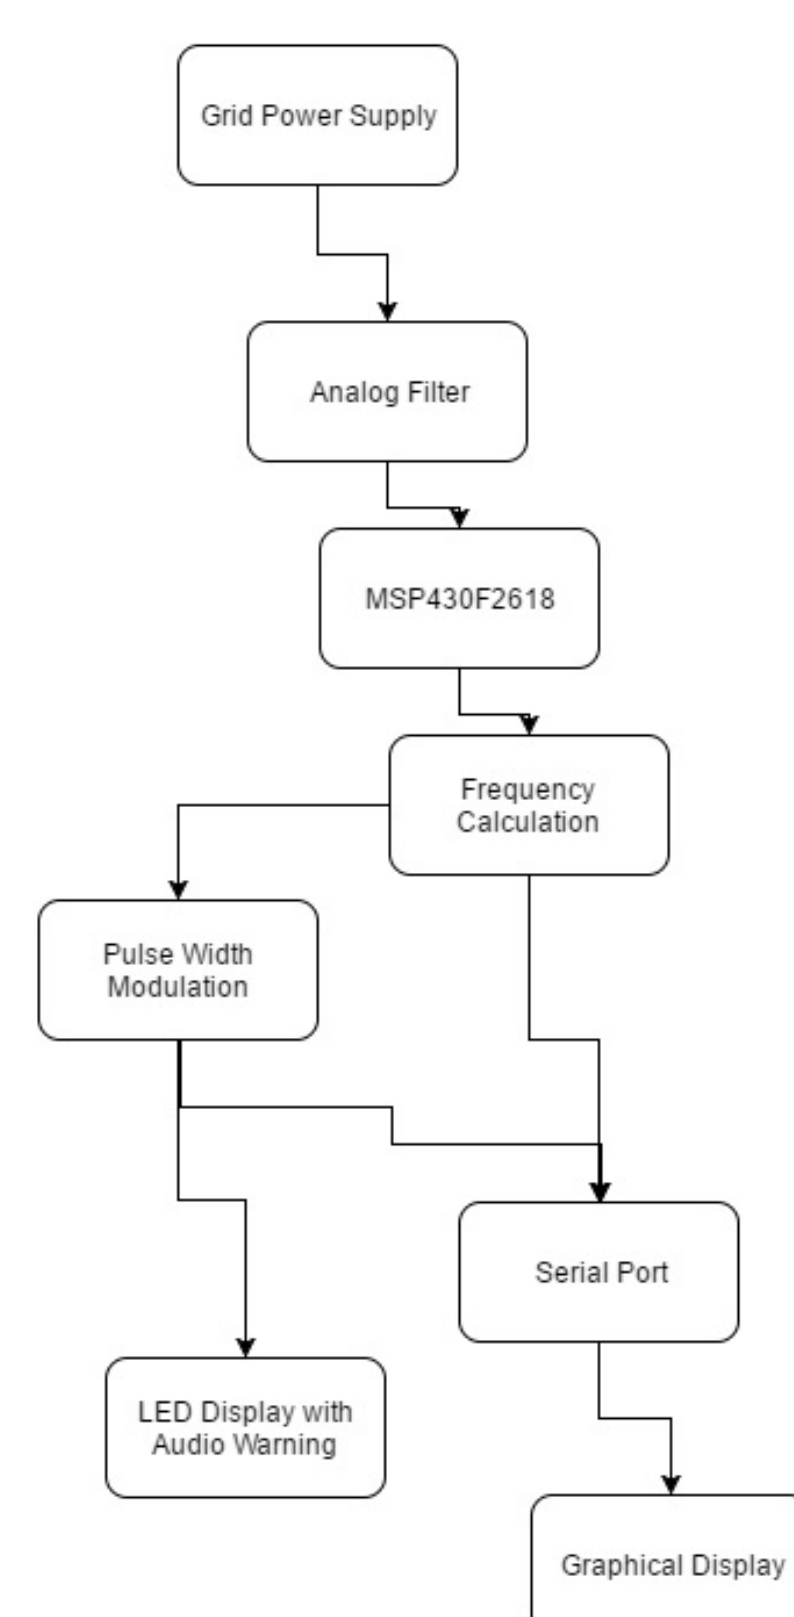 Grid Power Supply
Analog Filter
MSP430F2618
Frequency
Calculation
Pulse Width
Modulation
Serial Port
LED Display with
Audio Warning
Graphical Display